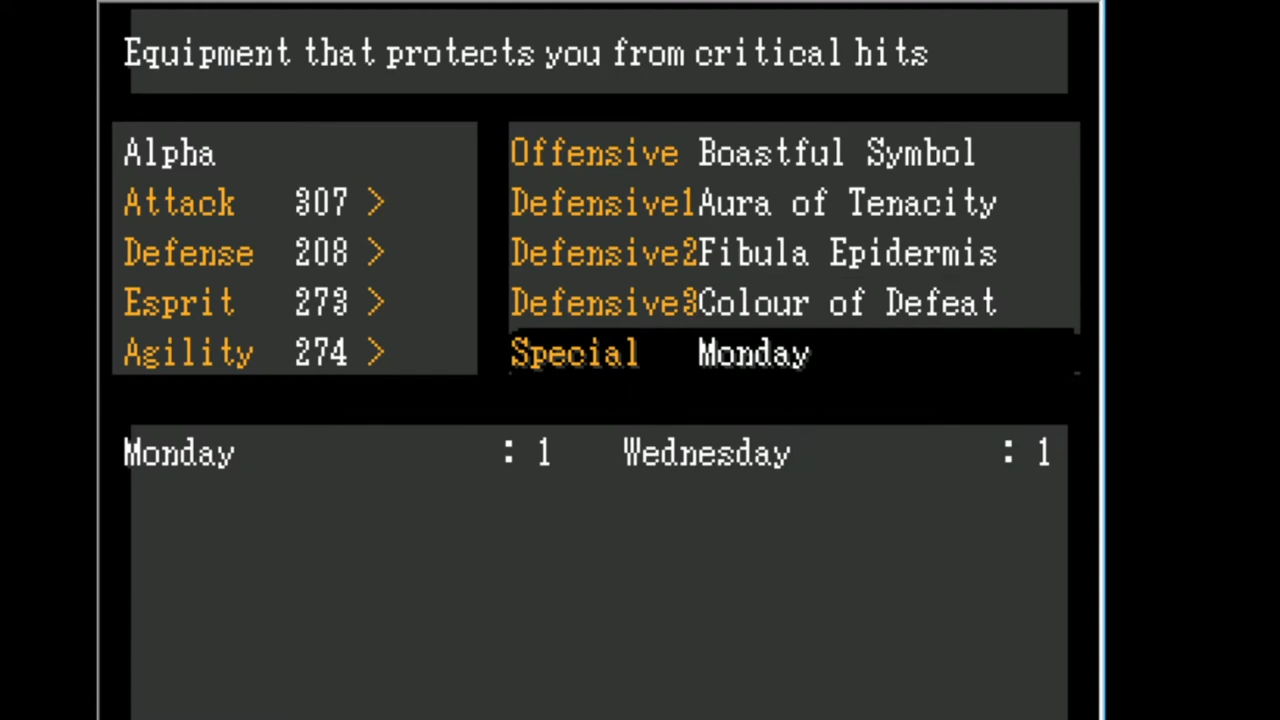 Equipment that protects you from critical hits
Alpha
Attack 307 >
Defense 208 >
Esprit 273 >
Agility 274 >
Offensive Boastful Symbol
Defensive1Aura of Tenacity
Defensive2Fibula Epidermis
Defensive3Colour of Defeat
Special Monday
Monday : 1 Wednesday : 1